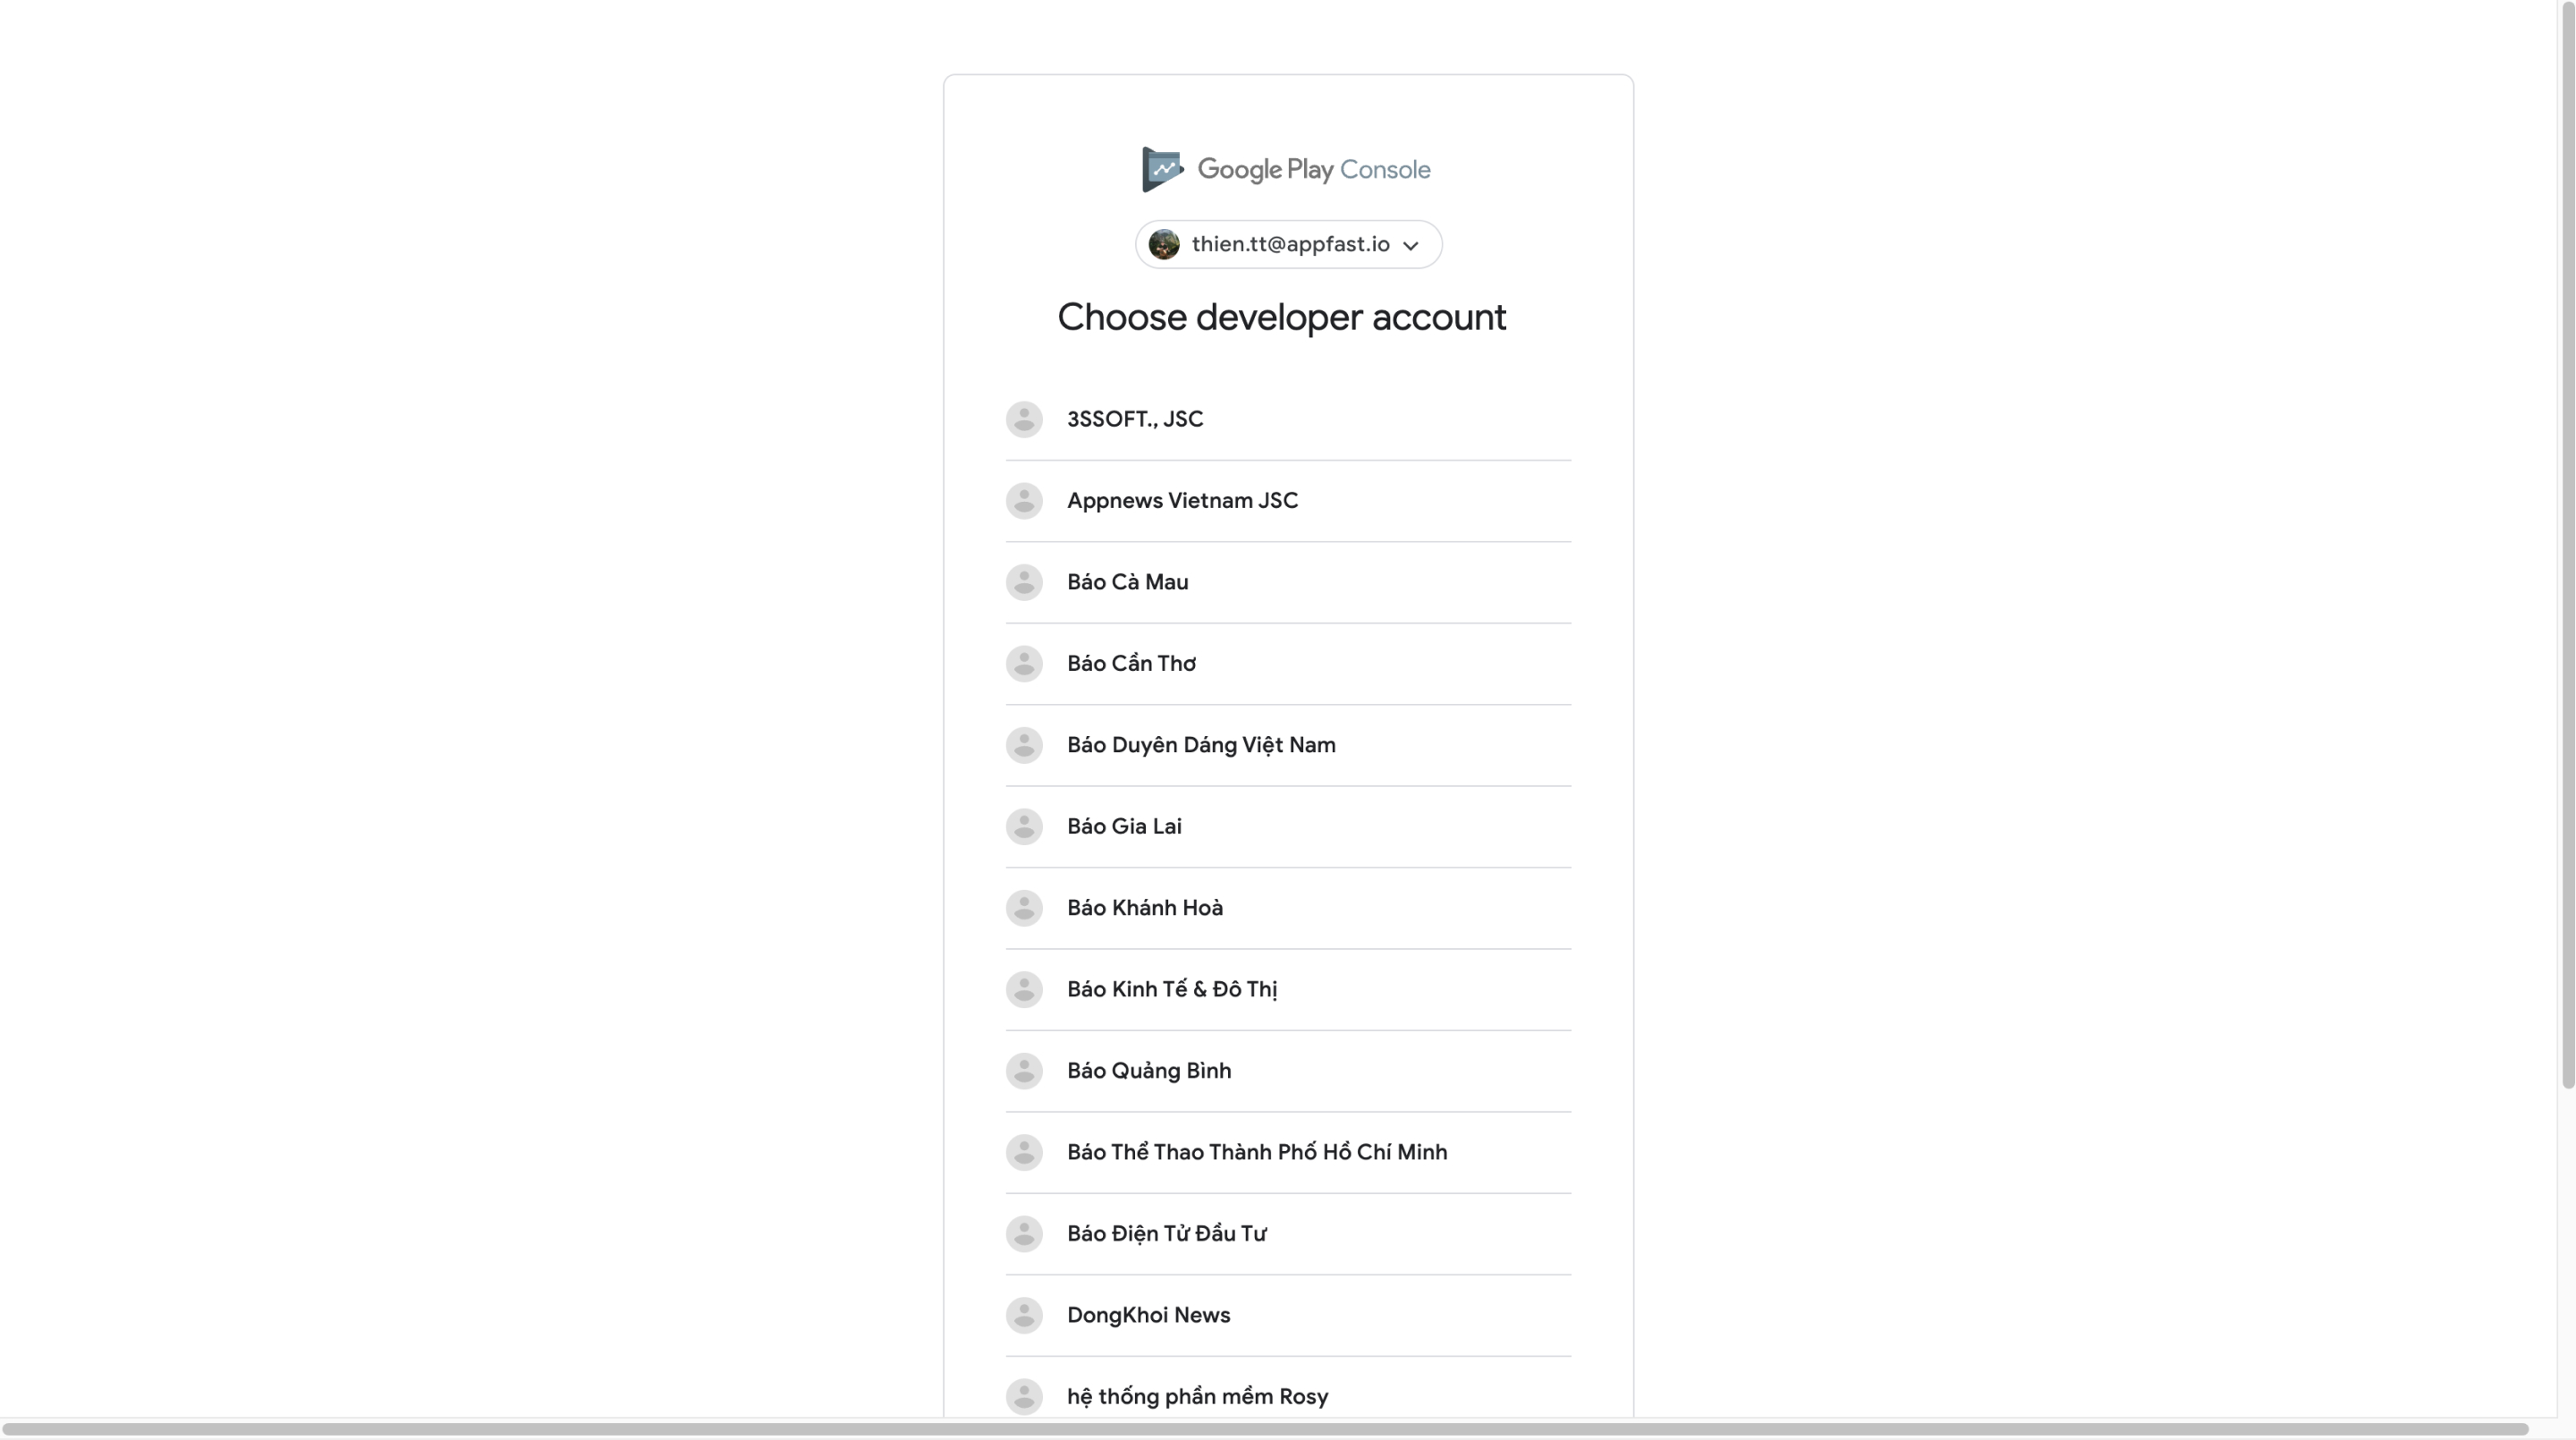 Google Play Console
thien.tt@appfast.io
Choose developer account
3SSOFT., JSC
Appnews Vietnam JSC
Báo Cà Mau
Báo Cần Thơ
Báo Duyên Dáng Việt Nam
Báo Gia Lai
Báo Khánh Hoà
Báo Kinh Tế & Đô Thị
Báo Quảng Bình
Báo Thể Thao Thành Phố Hồ Chí Minh
Báo Điện Tử Đầu Tư
DongKhoi News
hệ thống phần mềm Rosy